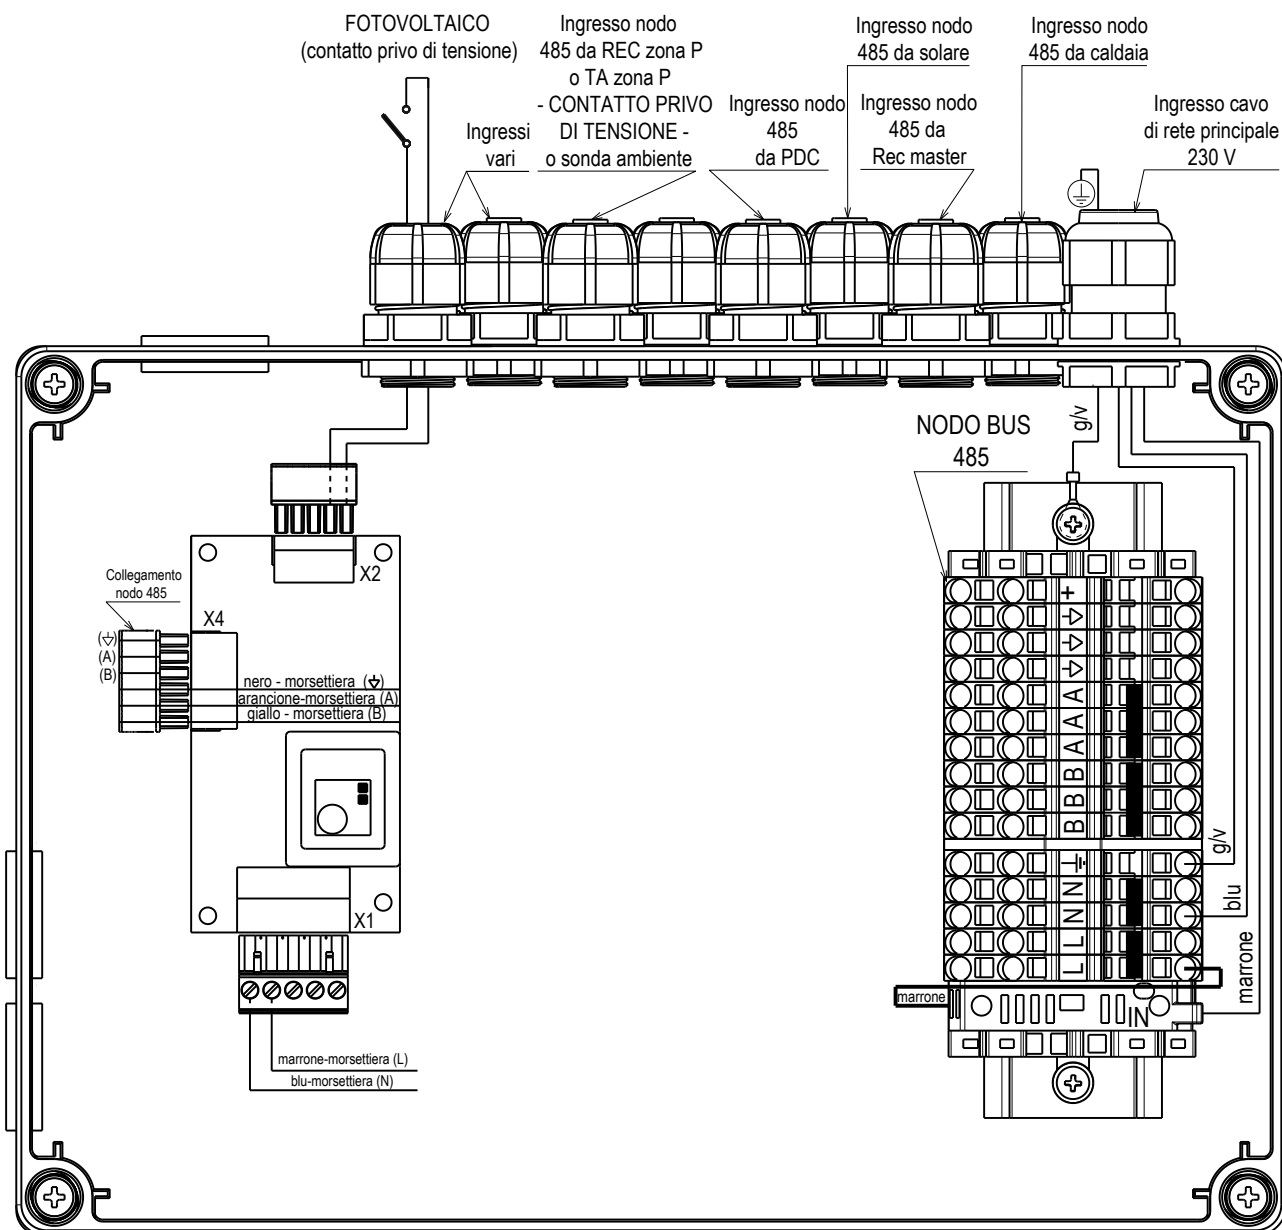 FOTOVOLTAICO
(contatto privo di tensione)
Ingresso nodo
485 da REC zona P
o TA zona P
- CONTATTO PRIVO
DI TENSIONE -
o sonda ambiente
Ingressi
vari
Ingresso nodo
485
da PDC
Ingresso nodo
485 da solare
Ingresso nodo
485 da
Rec master
Ingresso nodo
485 da caldaia
Ingresso cavo
di rete principale
230 V
g/v
NODO BUS
485
X2
Collegamento
nodo 485
X4
(A)
(B)
nero - morsettiera
arancione-morsettiera (A)
giallo - morsettiera (B)
X1
marrone-morsettiera (L)
blu-morsettiera (N)
+
A
A
A
B
B
B
N
N
L
L
g/v
blu
marrone
marrone
IN